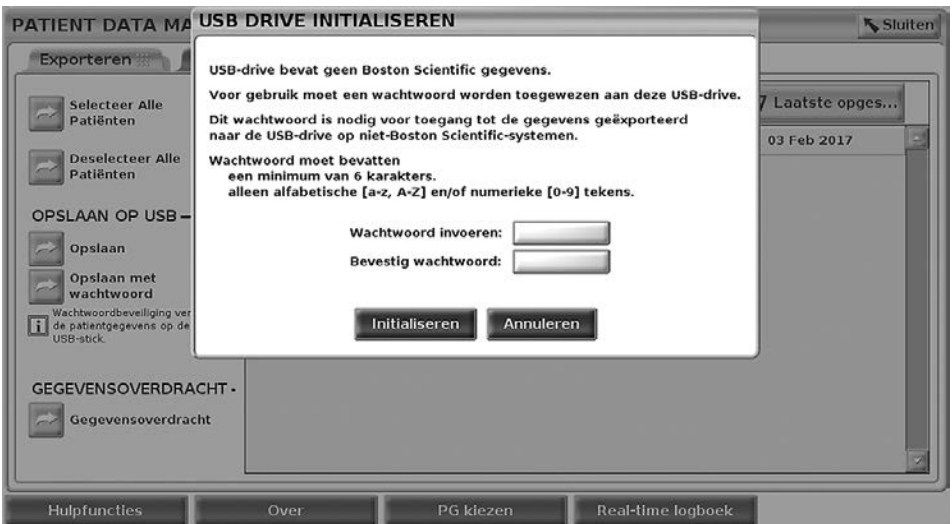 PATIENT DATA MA
USB DRIVE INITIALISEREN
Sluiten
Exporteren
USB-drive bevat geen Boston Scientific gegevens.
Voor gebruik moet een wachtwoord worden toegewezen aan deze USB-drive.
Dit wachtwoord is nodig voor toegang tot de gegevens geëxporteerd
naar de USB-drive op niet-Boston Scientific-systemen.
Wachtwoord moet bevatten
een minimum van 6 karakters.
alleen alfabetische [a-z, A-Z] en/of numerieke [0-9] tekens.
Wachtwoord invoeren:
Bevestig wachtwoord:
Initialiseren
Annuleren
Selecteer Alle
Patiënten
Deselecteer Alle
Patiënten
OPSLAAN OP USB
Opslaan
Opslaan met
wachtwoord
Wachtwoordbeveiliging ver
de patientgegevens op de
USB-stick.
GEGEVENSOVERDRACHT
Gegevensoverdracht
7 Laatste opges...
03 Feb 2017
Hulpfuncties
Over
PG kiezen
Real-time logboek